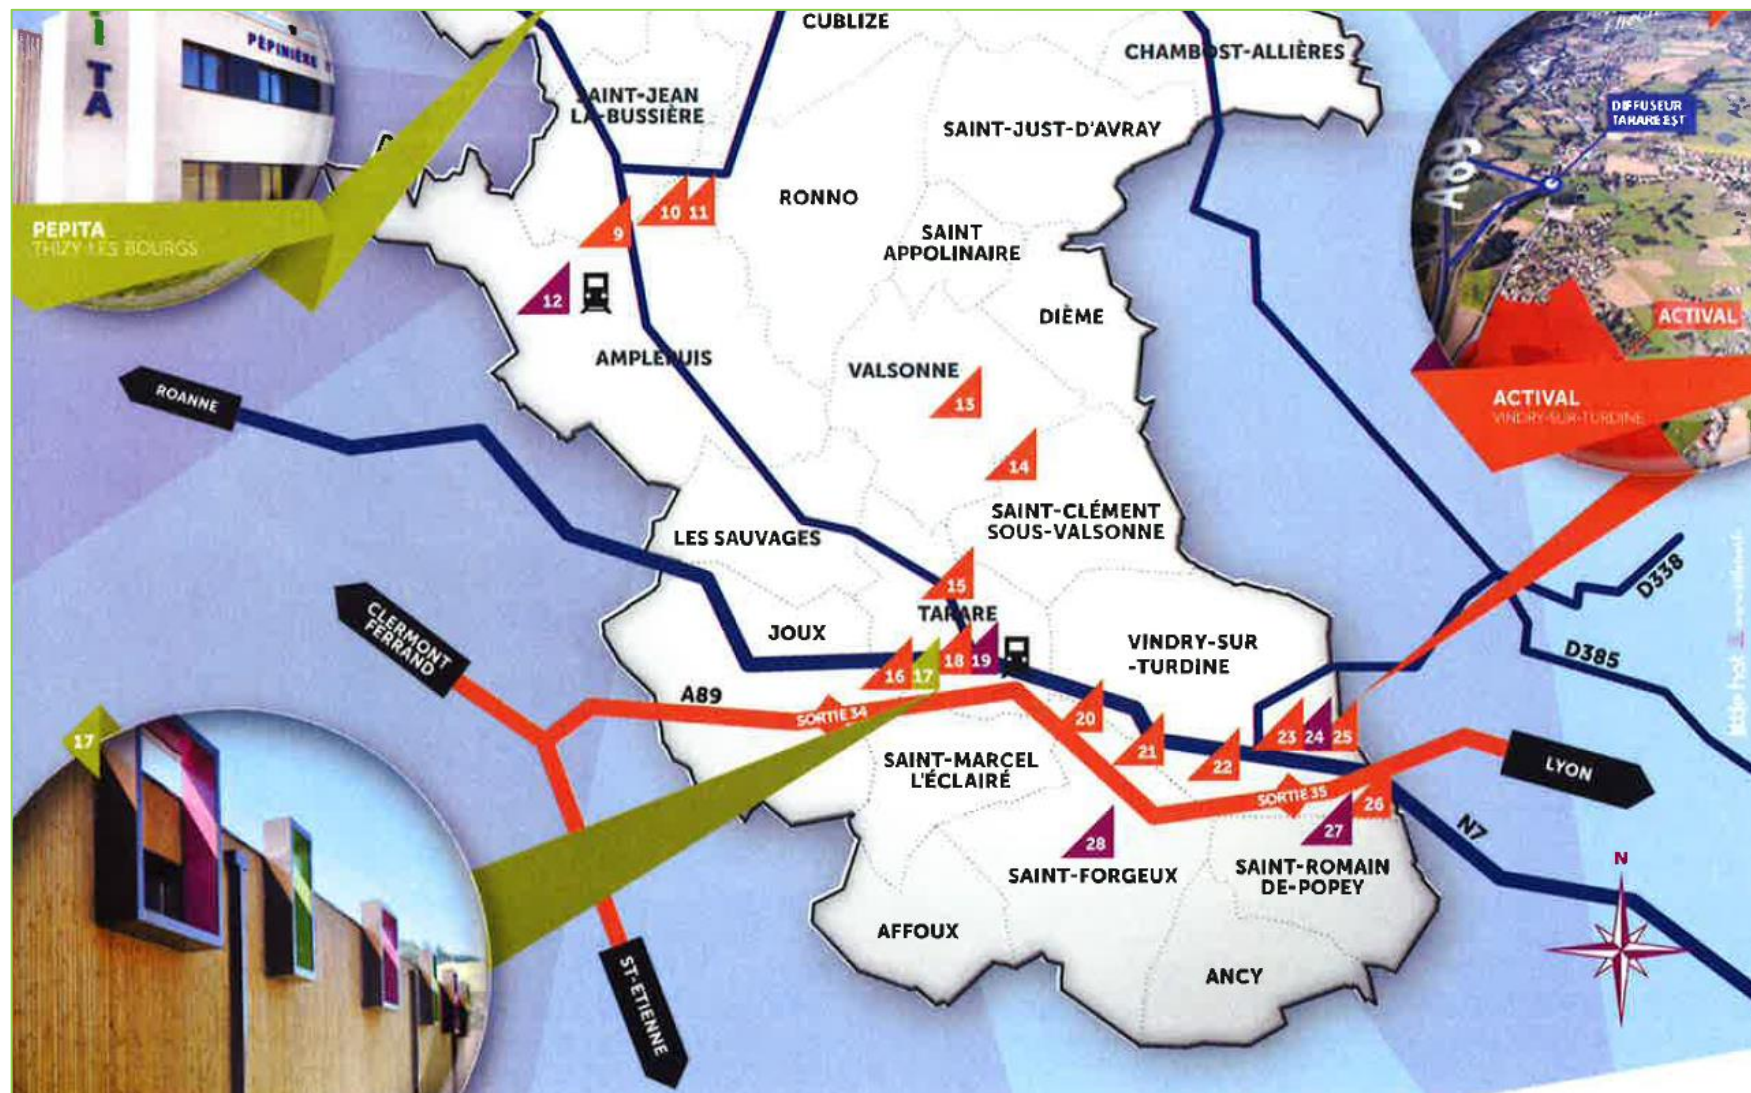 TA
PÉPINIÈRE
PEPITA
THIZY-LES-BOURGS
CUBLIZE
CHAMBOST-ALLIÈRES
SAINT-JEAN
LA-BUSSIÈRE
SAINT-JUST-D'AVRAY
DIFFUSEUR
TARARE EST
A89
10
11
9
RONNO
SAINT
APPOLINAIRE
12
DIÈME
ACTIVAL
AMPLEPUIS
VALSONNE
13
ROANNE
ACTIVAL
VINDRY-SUR-TURDINE
14
SAINT-CLÉMENT
SOUS-VALSONNE
LES SAUVAGES
15
TARARE
D338
CLERMONT
FERRAND
JOUX
VINDRY-SUR
-TURDINE
D385
16
17
18
19
A89
SORTIE 34
20
21
22
23
24
25
17
SAINT-MARCEL
L'ÉCLAIRÉ
LYON
SORTIE 35
26
27
28
N7
SAINT-FORGEUX
SAINT-ROMAIN
DE-POPEY
N
AFFOUX
ANCY
ST-ETIENNE